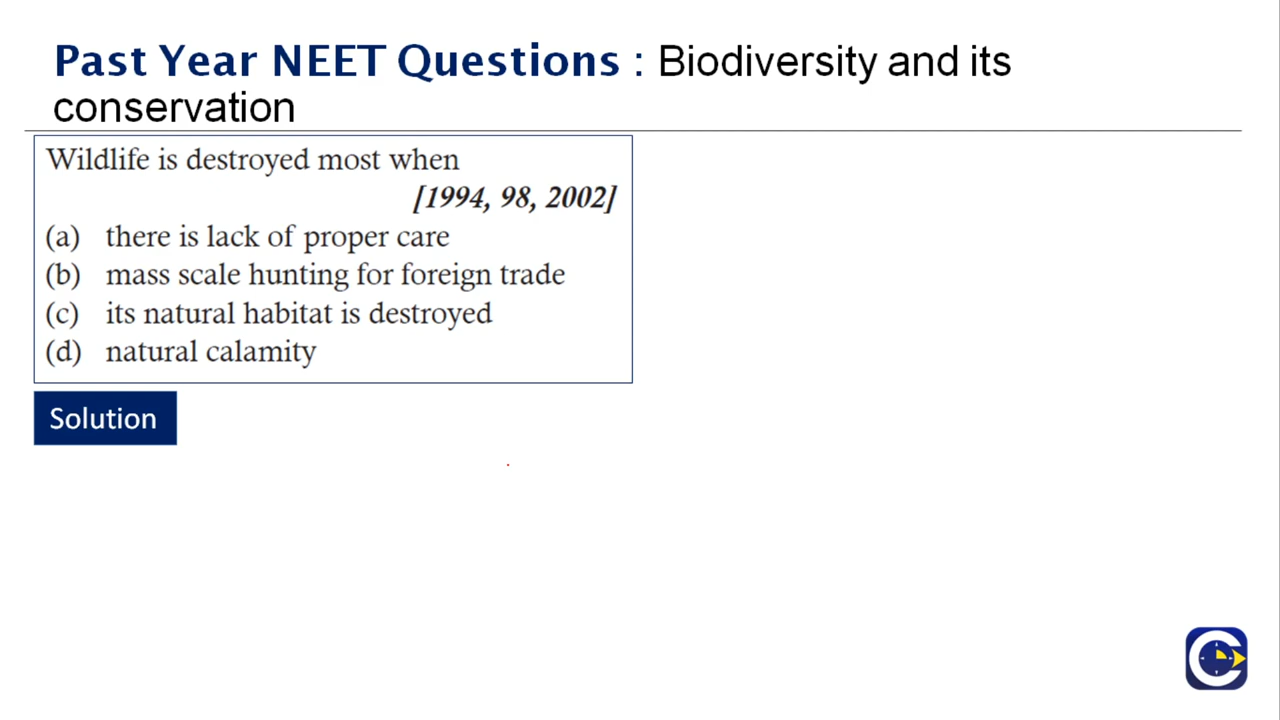 Past Year NEET Questions : Biodiversity and its
conservation
Wildlife is destroyed most when
[1994, 98, 2002]
(a) there is lack of proper care
(b) mass scale hunting for foreign trade
(c) its natural habitat is destroyed
(d) natural calamity
Solution